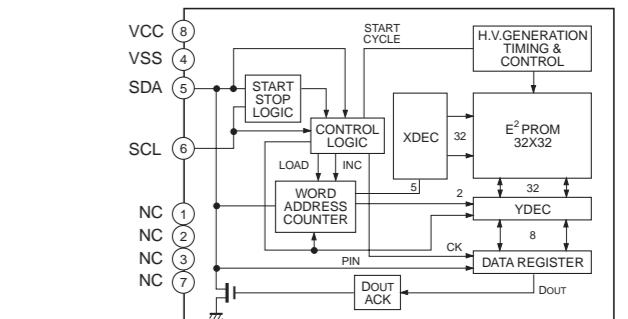 VCC 8
VSS 4
SDA 5
SCL 6
NC 1
NC 2
NC 3
NC 7
START
CYCLE
H.V.GENERATION
TIMING &
CONTROL
START
STOP
LOGIC
CONTROL
LOGIC
XDEC
32
E2 PROM
32X32
LOAD
INC
WORD
ADDRESS
COUNTER
5
2
32
YDEC
8
CK
PIN
DATA REGISTER
DOUT
ACK
DOUT